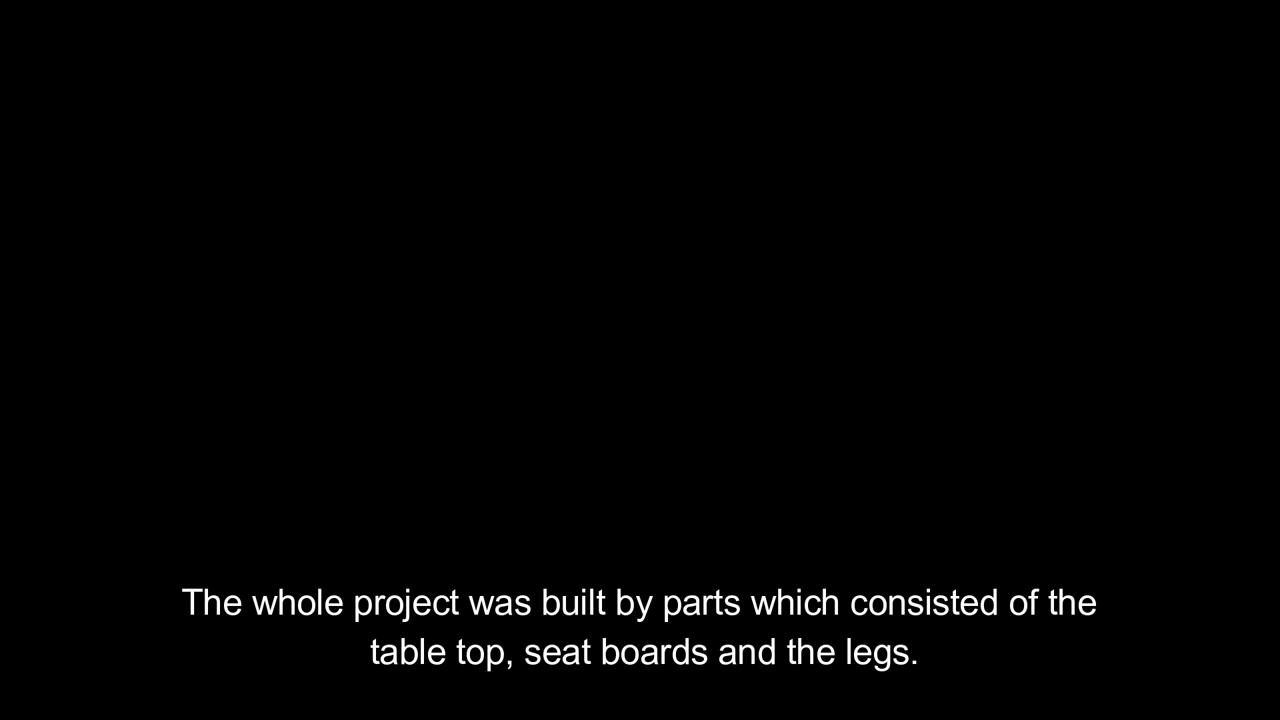 The whole project was built by parts which consisted of the
table top, seat boards and the legs.